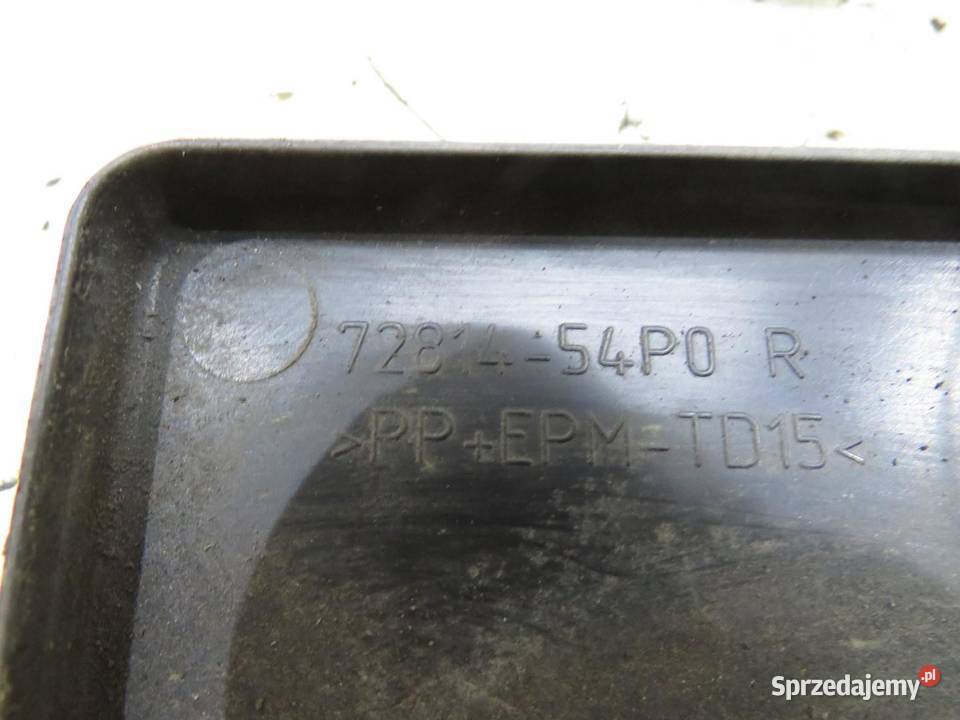 72814-54P0 R
>PP+EPM-TD15<
Sprzedajemy.pl